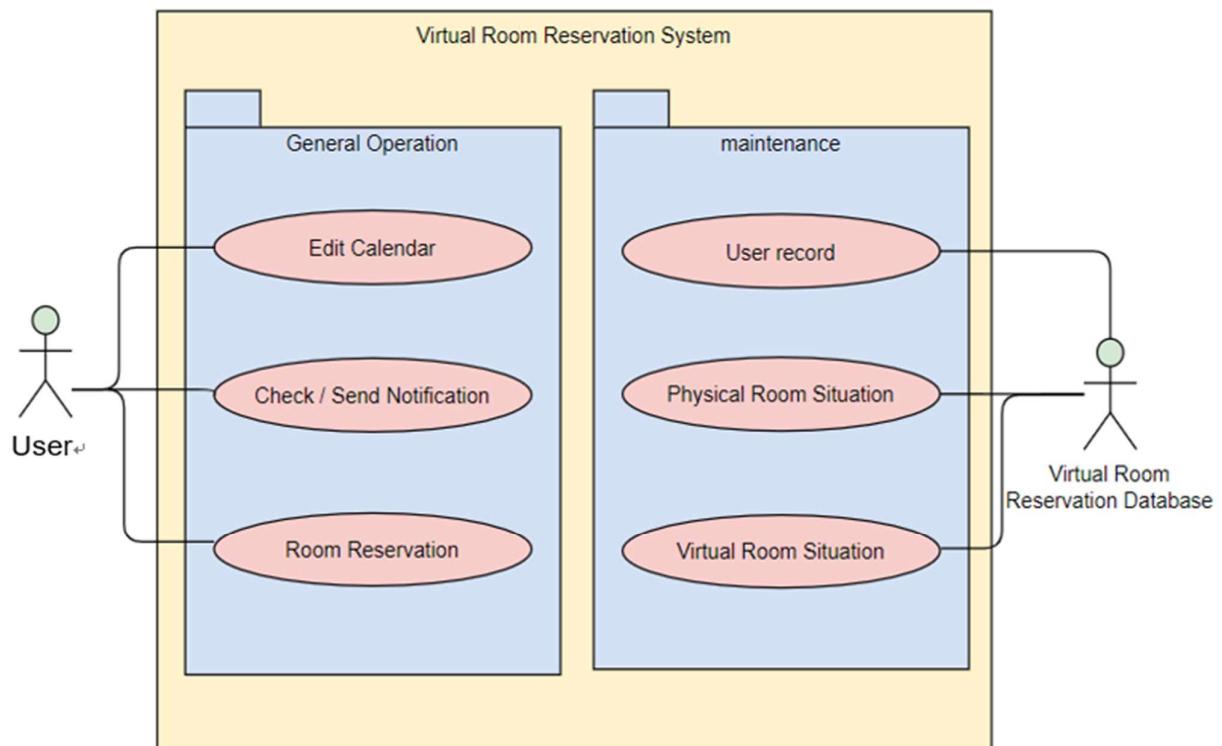 Virtual Room Reservation System
General Operation
maintenance
Edit Calendar
User record
Check / Send Notification
Physical Room Situation
User↵
Virtual Room
Reservation Database
Room Reservation
Virtual Room Situation